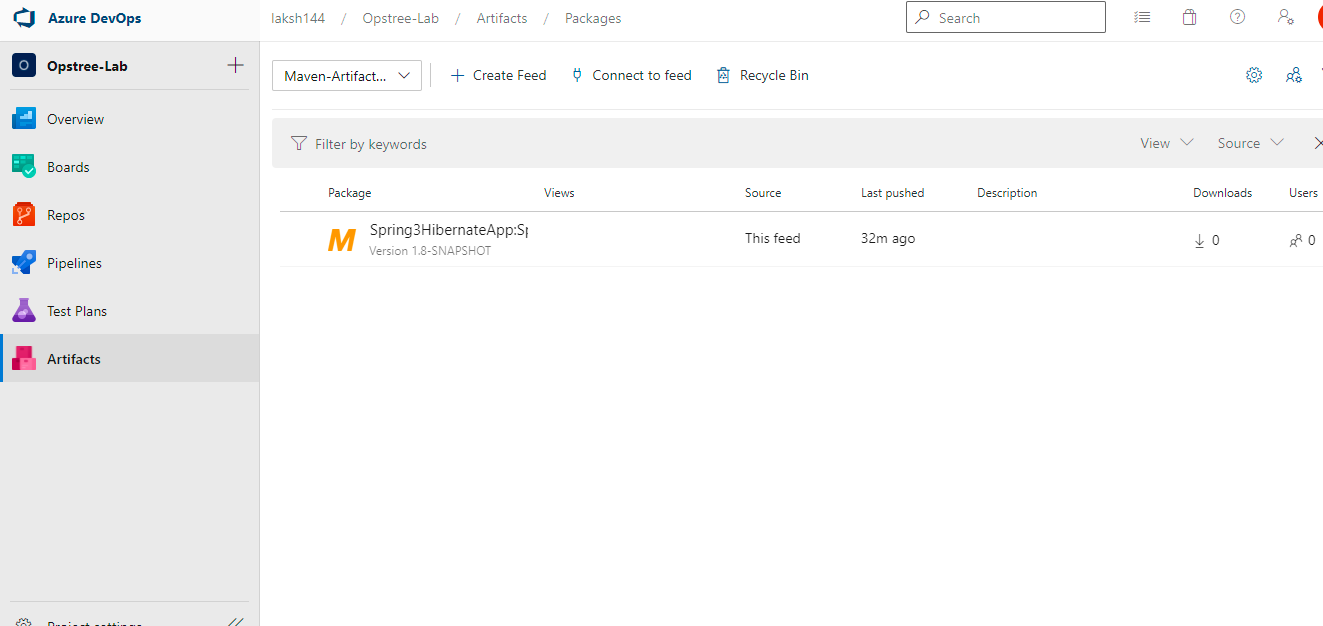 Azure DevOps
laksh144 / Opstree-Lab / Artifacts / Packages
Search
O Opstree-Lab
Overview
Boards
Repos
Pipelines
Test Plans
Artifacts
Maven-Artifact...
Create Feed
Connect to feed
Recycle Bin
Filter by keywords
View
Source
Package Views Source Last pushed Description Downloads Users
M Spring3HibernateApp:Sp This feed 32m ago 0 0
Version 1.8-SNAPSHOT
Project settings